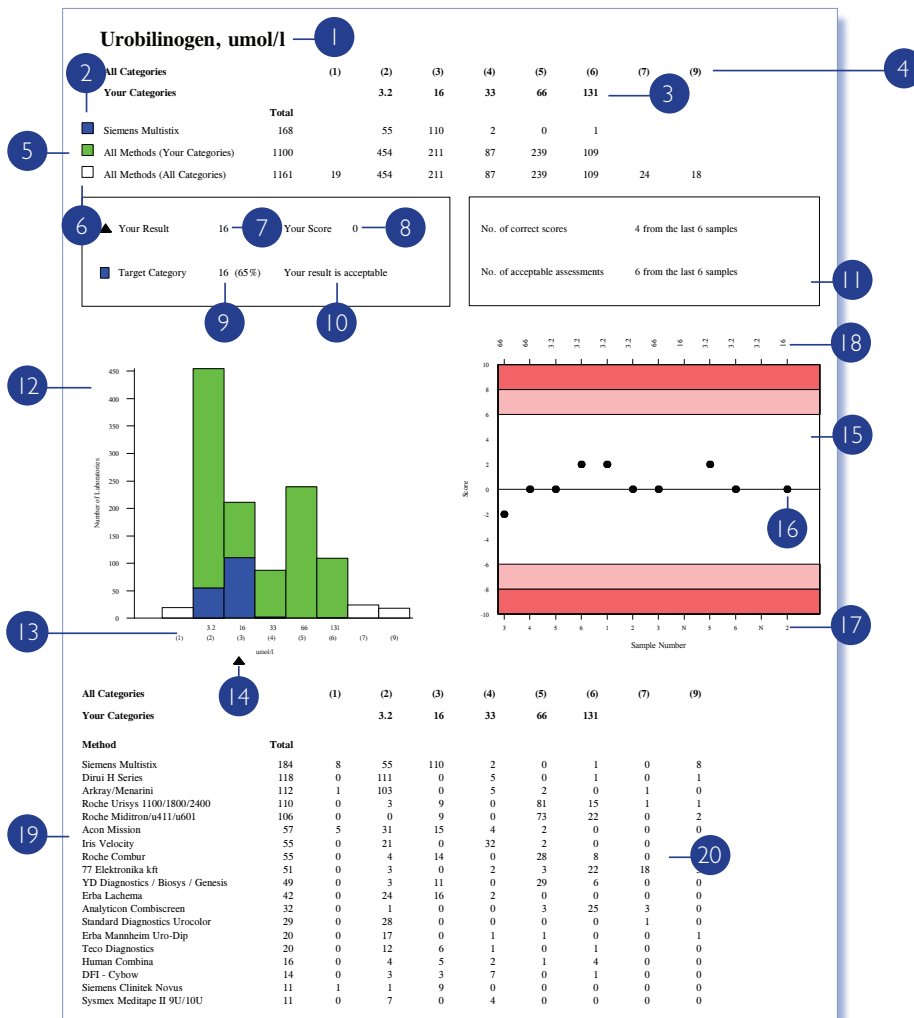 Urobilinogen, umol/l 1
2 All Categories (1) (2) (3) (4) (5) (6) (7) (9) 4
Your Categories 3.2 16 33 66 131 3
Total
Siemens Multistix 168 55 110 2 0 1
5 All Methods (Your Categories) 1100 454 211 87 239 109
All Methods (All Categories) 1161 19 454 211 87 239 109 24 18
6 Your Result 16 7 Your Score 0 8
Target Category 16 (65%) Your result is acceptable
9 10
No. of correct scores 4 from the last 6 samples
No. of acceptable assessments 6 from the last 6 samples
11
12
450
400
350
300
250
200
150
100
50
0
Number of Laboratories
3.2 16 33 66 131
13 (1) (2) (3) (4) (5) (6) (7) (9)
umol/l
14
66 66 3.2 3.2 3.2 3.2 66 16 3.2 3.2 3.2 16 18
10
8
6
4
2
0
-2
-4
-6
-8
-10
Score
15
16
3 4 5 6 1 2 3 N 5 6 N 2 17
Sample Number
All Categories (1) (2) (3) (4) (5) (6) (7) (9)
Your Categories 3.2 16 33 66 131
Method Total
Siemens Multistix 184 8 55 110 2 0 1 0 8
Dirui H Series 118 0 111 0 5 0 1 0 1
Arkray/Menarini 112 1 103 0 5 2 0 1 0
Roche Urisys 1100/1800/2400 110 0 3 9 0 81 15 1 1
Roche Miditron/u411/u601 106 0 0 9 0 73 22 0 2
19 Acon Mission 57 5 31 15 4 2 0 0 0
Iris Velocity 55 0 21 0 32 2 0 0 0
Roche Combur 55 0 4 14 0 28 8 0 20
77 Elektronika kft 51 0 3 0 2 3 22 18
YD Diagnostics / Biosys / Genesis 49 0 3 11 0 29 6 0 0
Erba Lachema 42 0 24 16 2 0 0 0 0
Analyticon Combiscreen 32 0 1 0 0 3 25 3 0
Standard Diagnostics Urocolor 29 0 28 0 0 0 0 1 0
Erba Mannheim Uro-Dip 20 0 17 0 1 1 0 0 1
Teco Diagnostics 20 0 12 6 1 0 1 0 0
Human Combina 16 0 4 5 2 1 4 0 0
DFI - Cybow 14 0 3 3 7 0 1 0 0
Siemens Clinitek Novus 11 1 1 9 0 0 0 0 0
Sysmex Meditape II 9U/10U 11 0 7 0 4 0 0 0 0